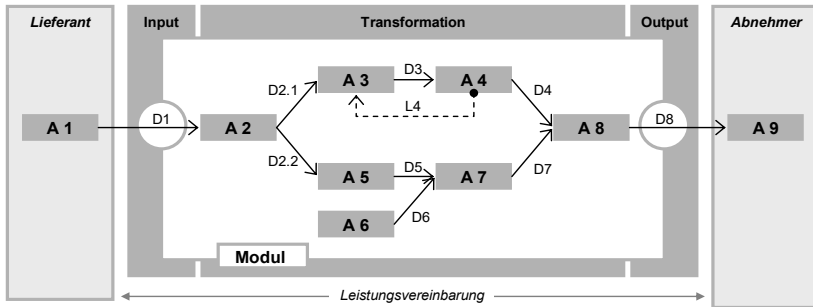 Lieferant
Input
Transformation
Output
Abnehmer
A 1
D1
A 2
D2.1
D2.2
A 3
D3
A 4
L4
D4
A 5
D5
A 7
A 6
D6
D7
A 8
D8
A 9
Modul
Leistungsvereinbarung